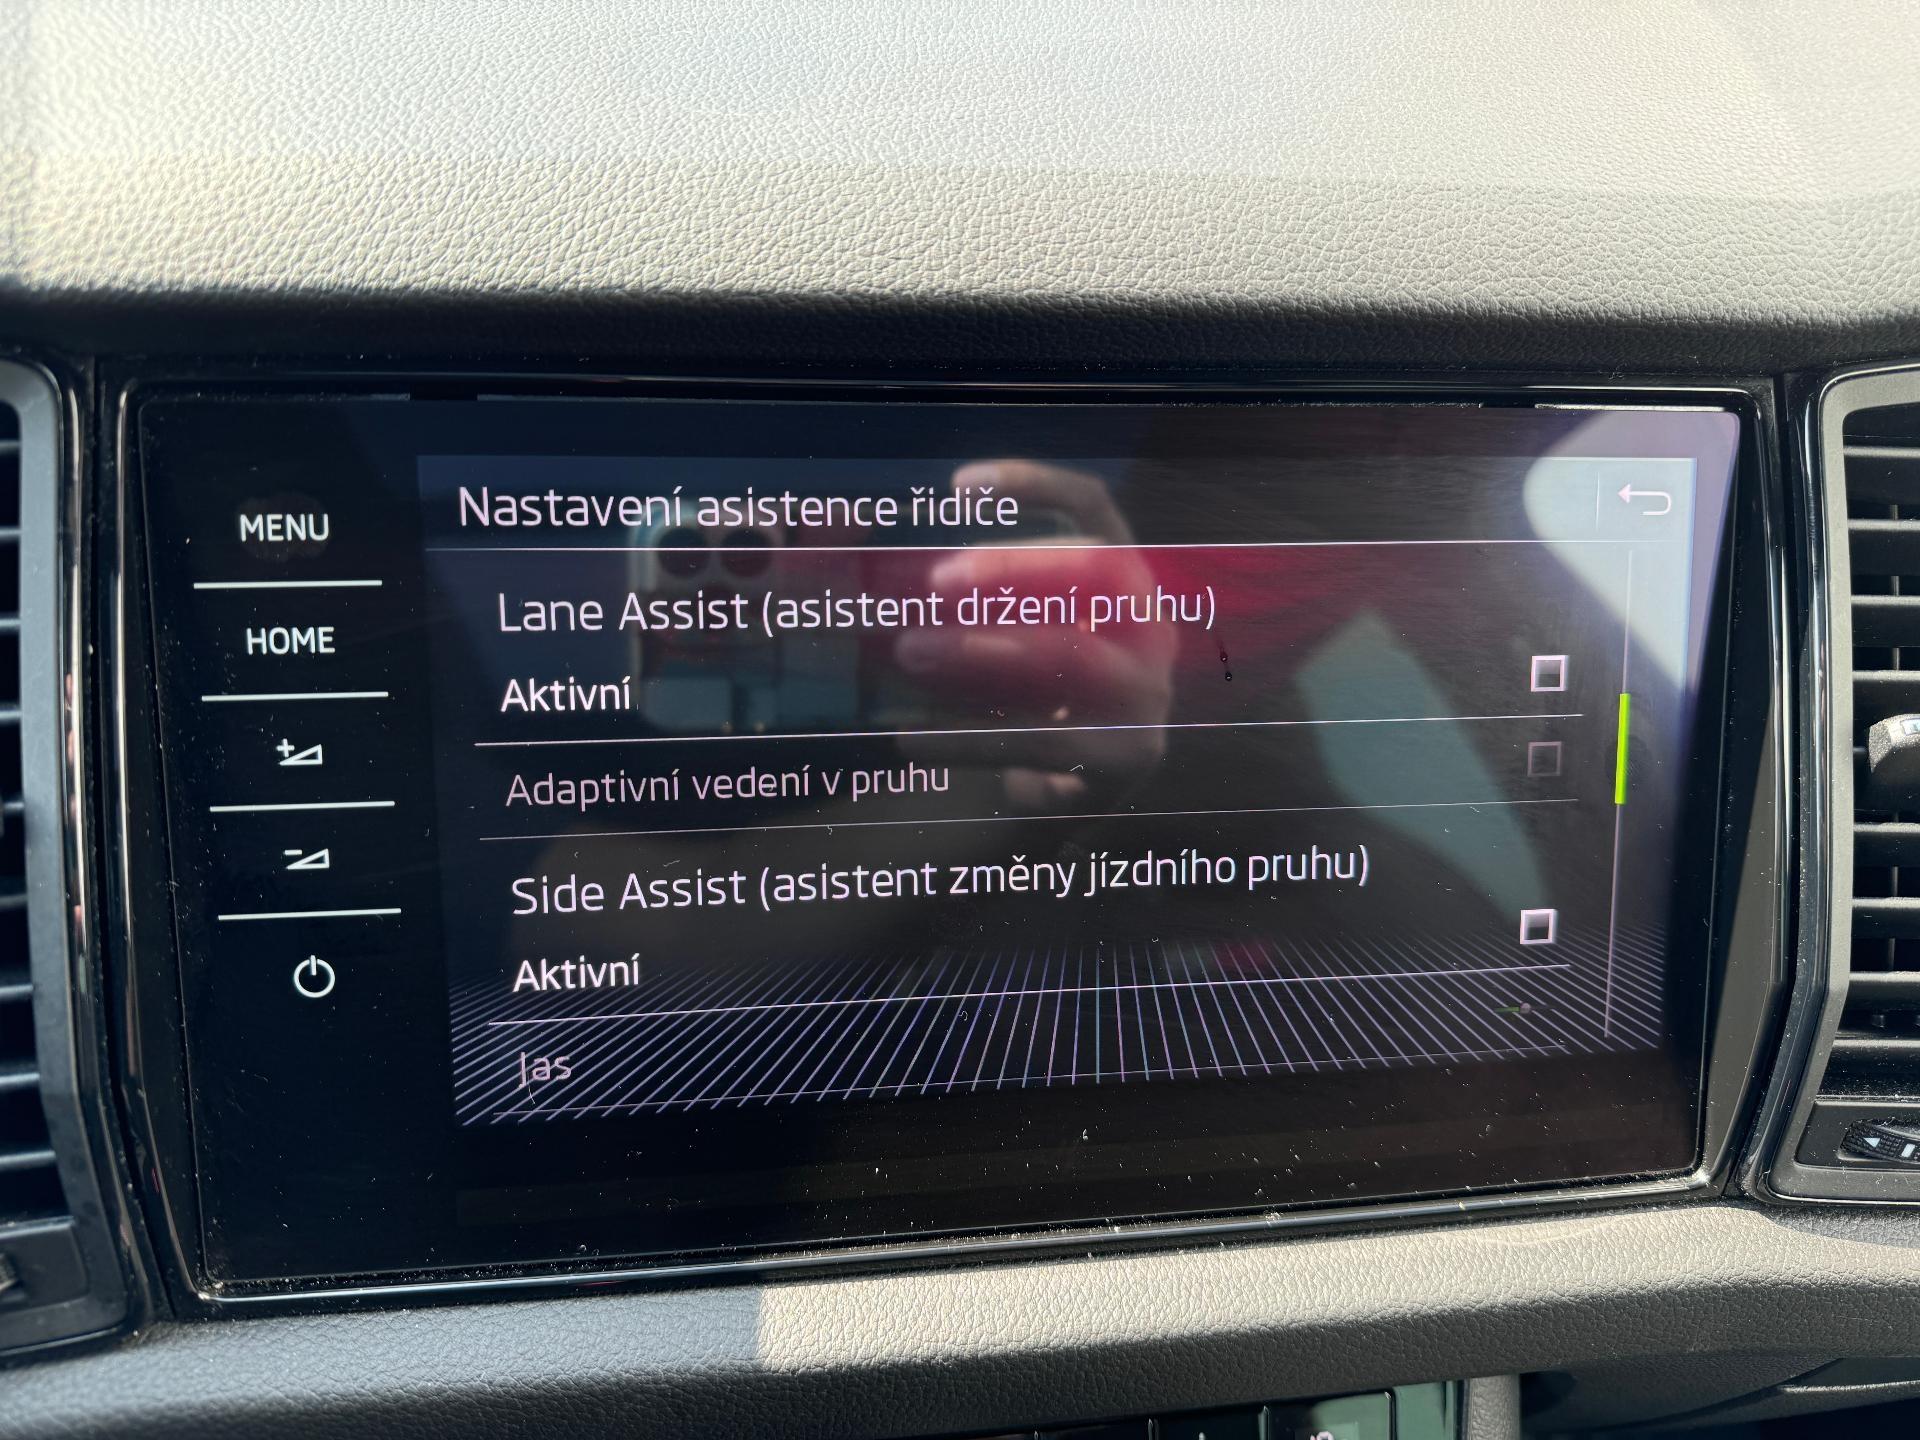 Nastavení asistence řidiče
MENU
HOME
Lane Assist (asistent držení pruhu)
Aktivní
Adaptivní vedení v pruhu
Side Assist (asistent změny jízdního pruhu)
Aktivní
Jas